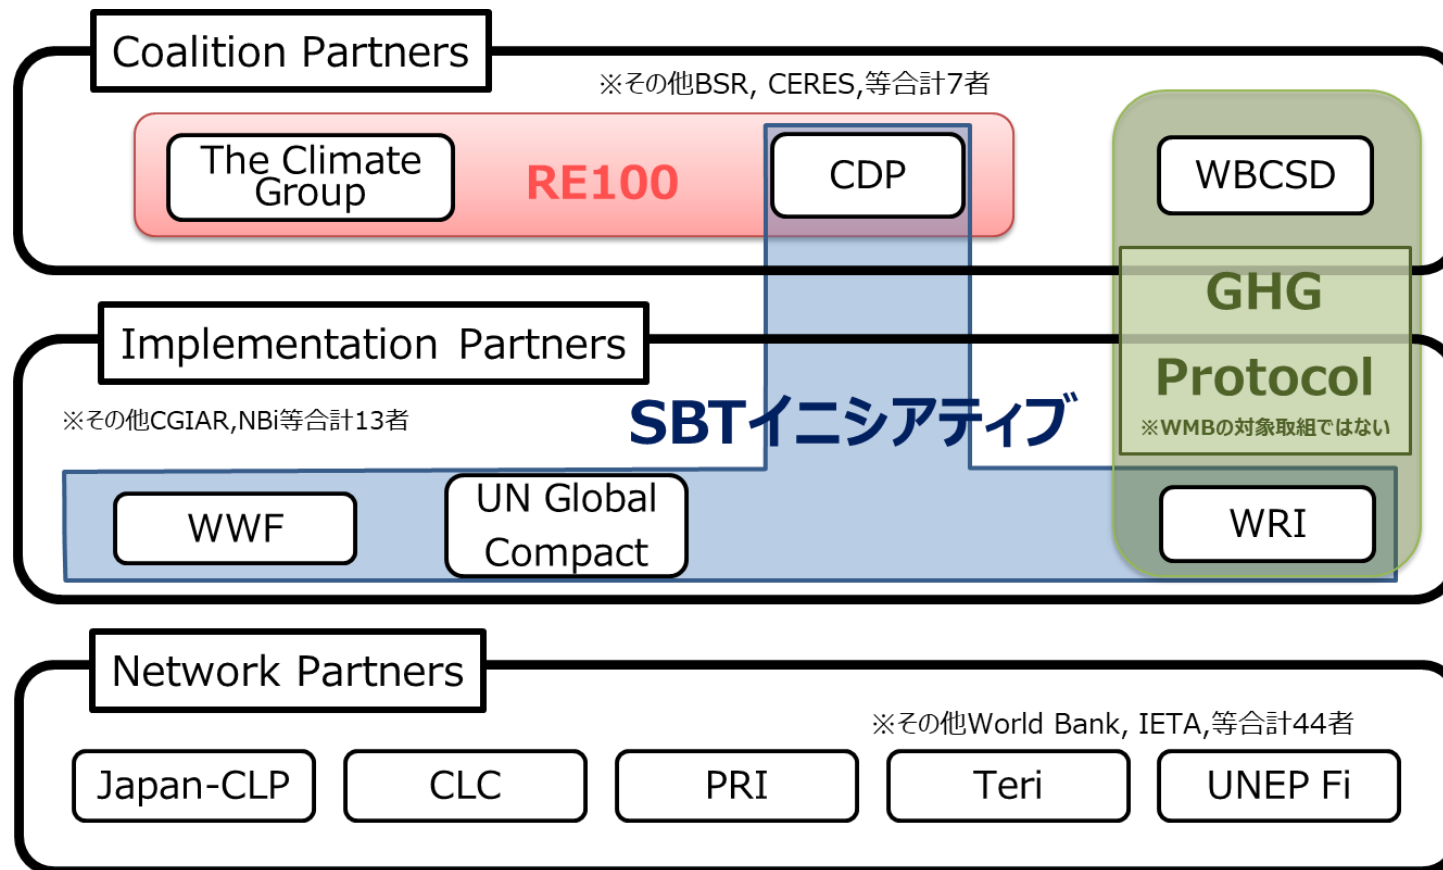 Coalition Partners
※その他BSR, CERES,等合計7者
The Climate
Group
RE100
CDP
WBCSD
GHG
Protocol
※WMBの対象取組ではない
Implementation Partners
※その他CGIAR,NBi等合計13者
SBTイニシアティブ
WWF
UN Global
Compact
WRI
Network Partners
※その他World Bank, IETA,等合計44者
Japan-CLP
CLC
PRI
Teri
UNEP Fi